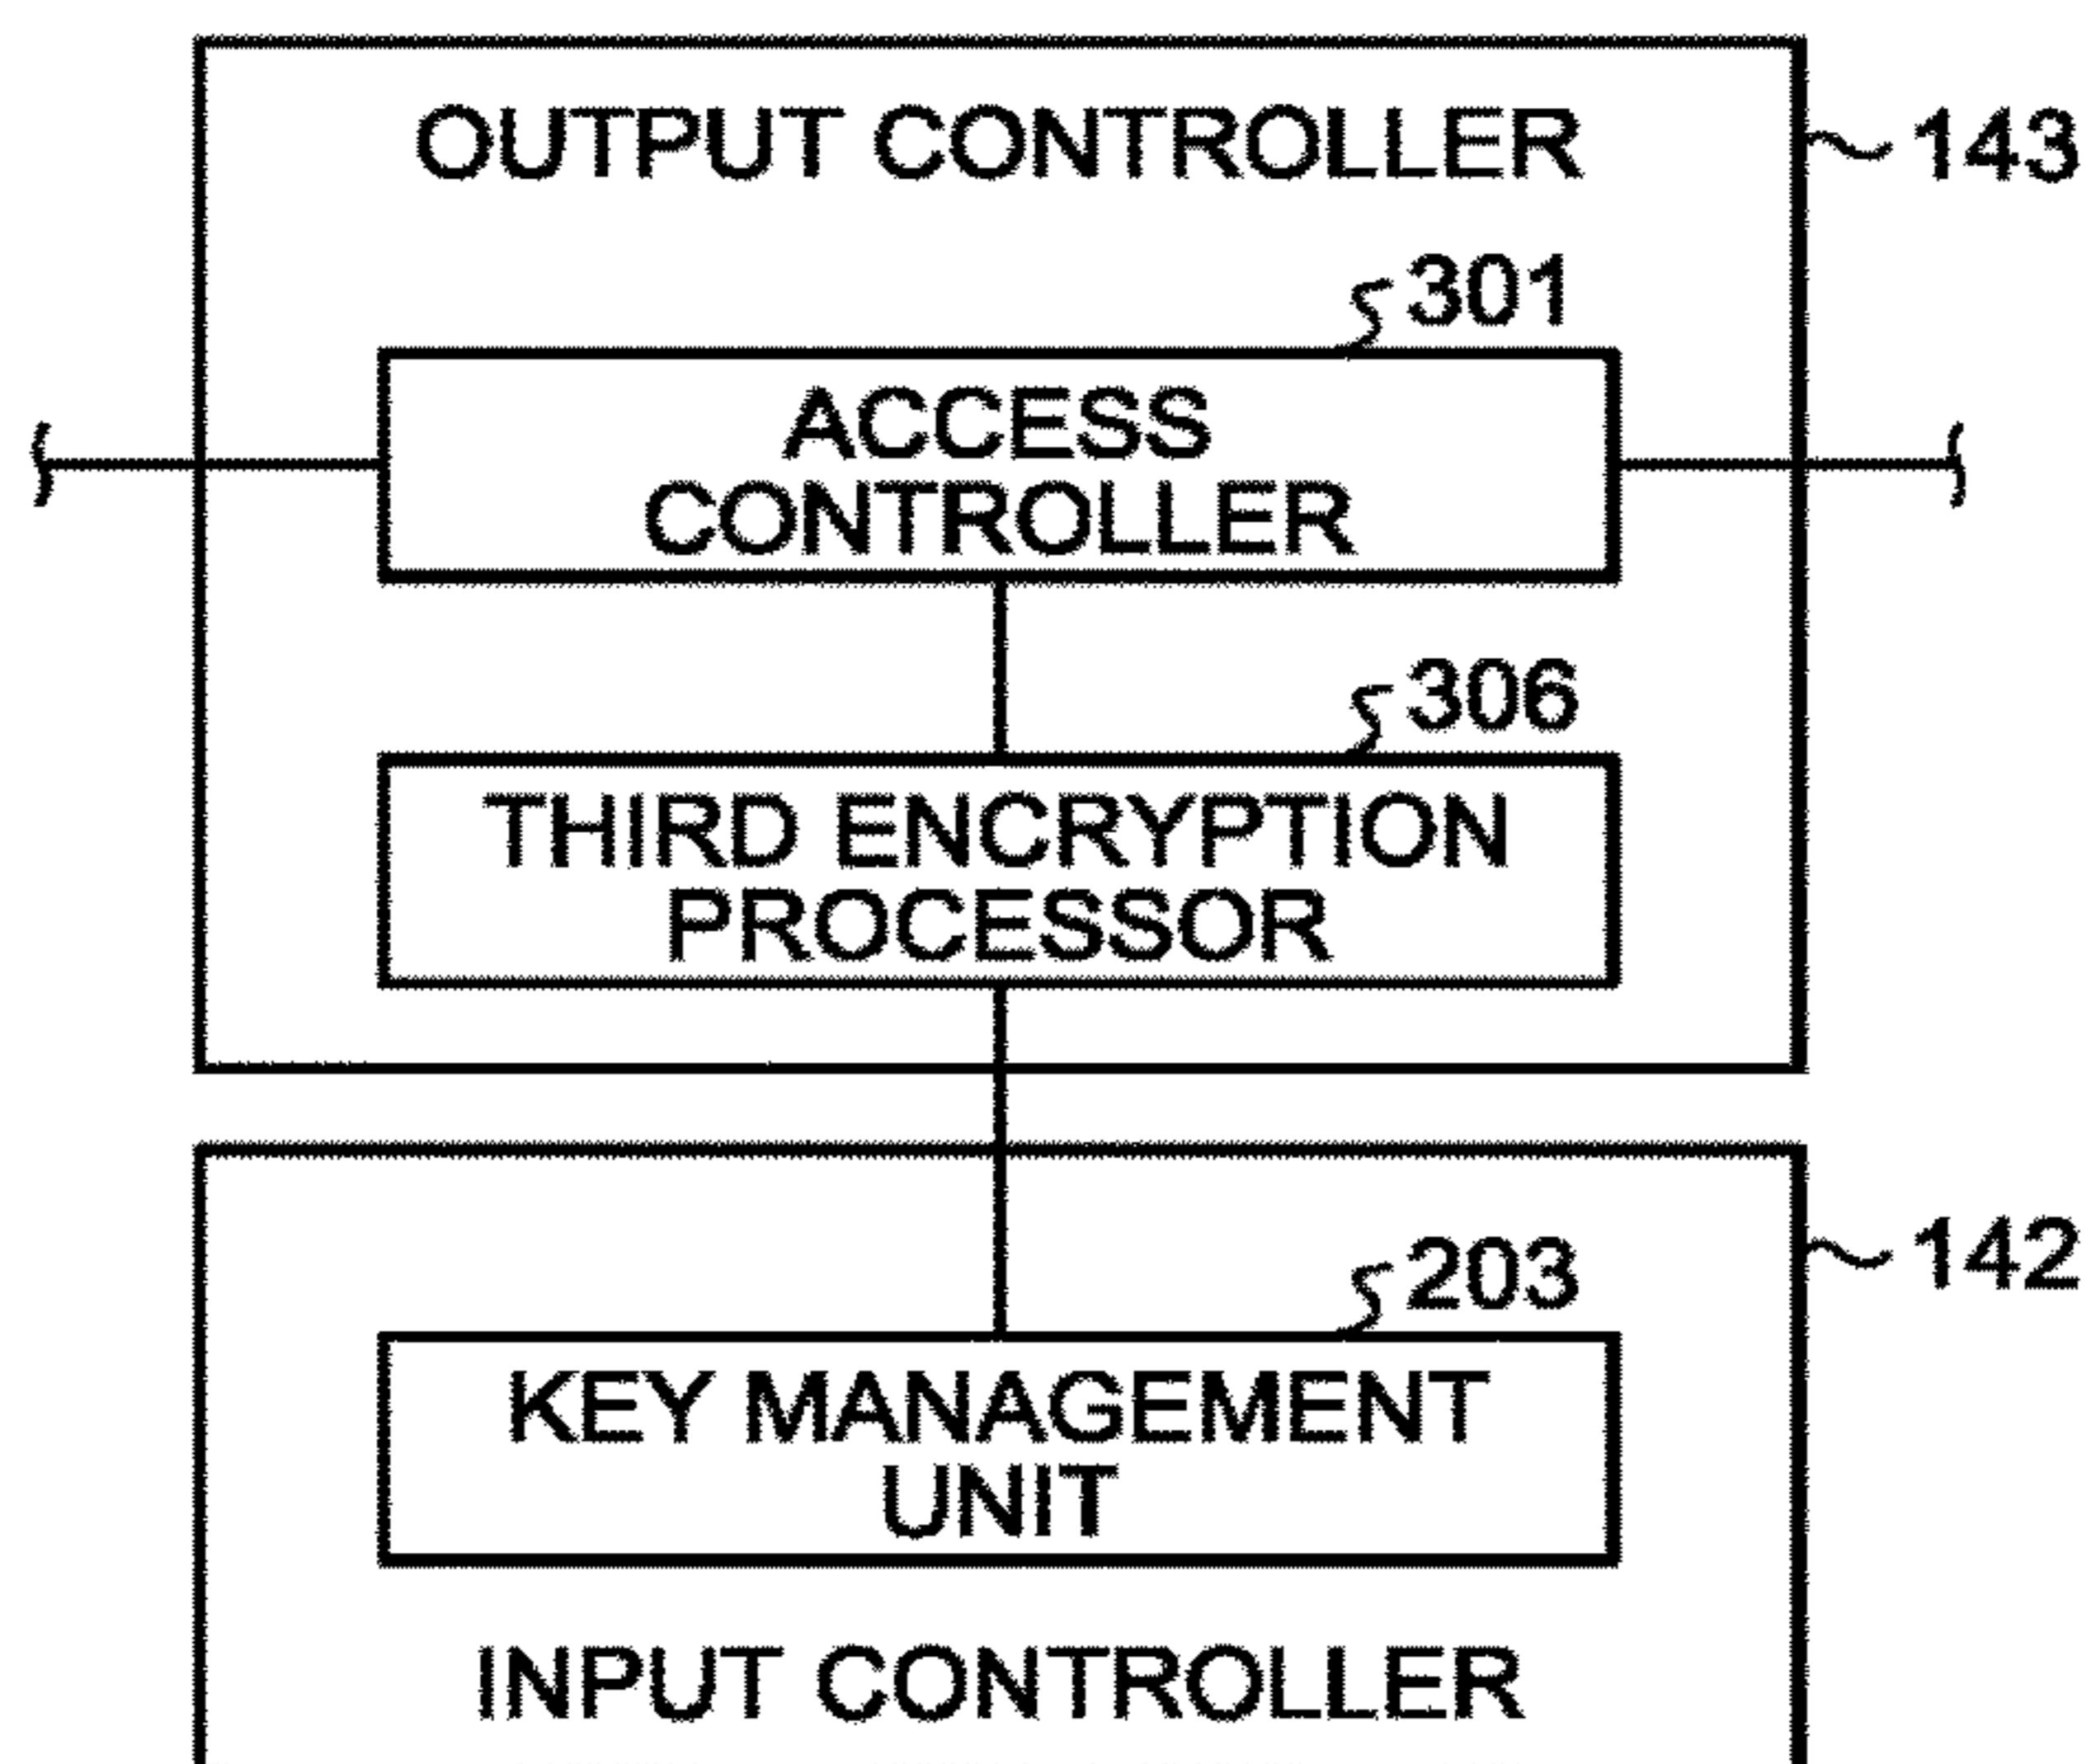 OUTPUT CONTROLLER
143
301
ACCESS
CONTROLLER
306
THIRD ENCRYPTION
PROCESSOR
142
203
KEY MANAGEMENT
UNIT
INPUT CONTROLLER